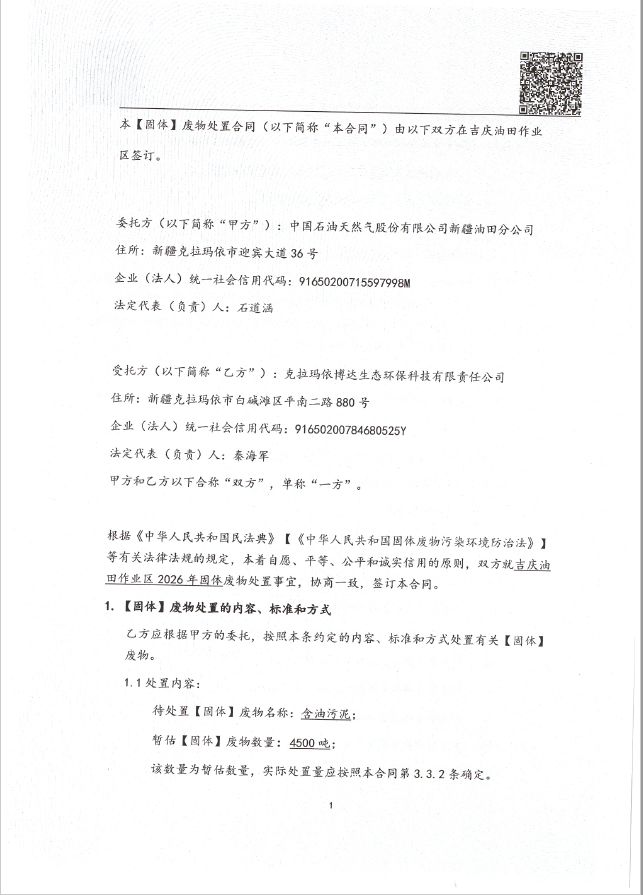 本【固体】废物处置合同（以下简称“本合同”）由以下双方在吉庆油田作业
区签订。
委托方（以下简称“甲方”）：中国石油天然气股份有限公司新疆油田分公司
住所：新疆克拉玛依市迎宾大道 36 号
企业（法人）统一社会信用代码：91650200715597998M
法定代表（负责）人：石道涵
受托方（以下简称“乙方”）：克拉玛依博达生态环保科技有限责任公司
住所：新疆克拉玛依市白碱滩区平南二路 880 号
企业（法人）统一社会信用代码：91650200784680525Y
法定代表（负责）人：秦海军
甲方和乙方以下合称“双方”，单称“一方”。
根据《中华人民共和国民法典》【《中华人民共和国固体废物污染环境防治法》】
等有关法律法规的规定，本着自愿、平等、公平和诚实信用的原则，双方就吉庆油
田作业区 2026 年固体废物处置事宜，协商一致，签订本合同。
1. 【固体】废物处置的内容、标准和方式
乙方应根据甲方的委托，按照本条约定的内容、标准和方式处置有关【固体】
废物。
1.1 处置内容：
待处置【固体】废物名称：含油污泥；
暂估【固体】废物数量：4500 吨；
该数量为暂估数量，实际处置量应按照本合同第 3.3.2 条确定。
1